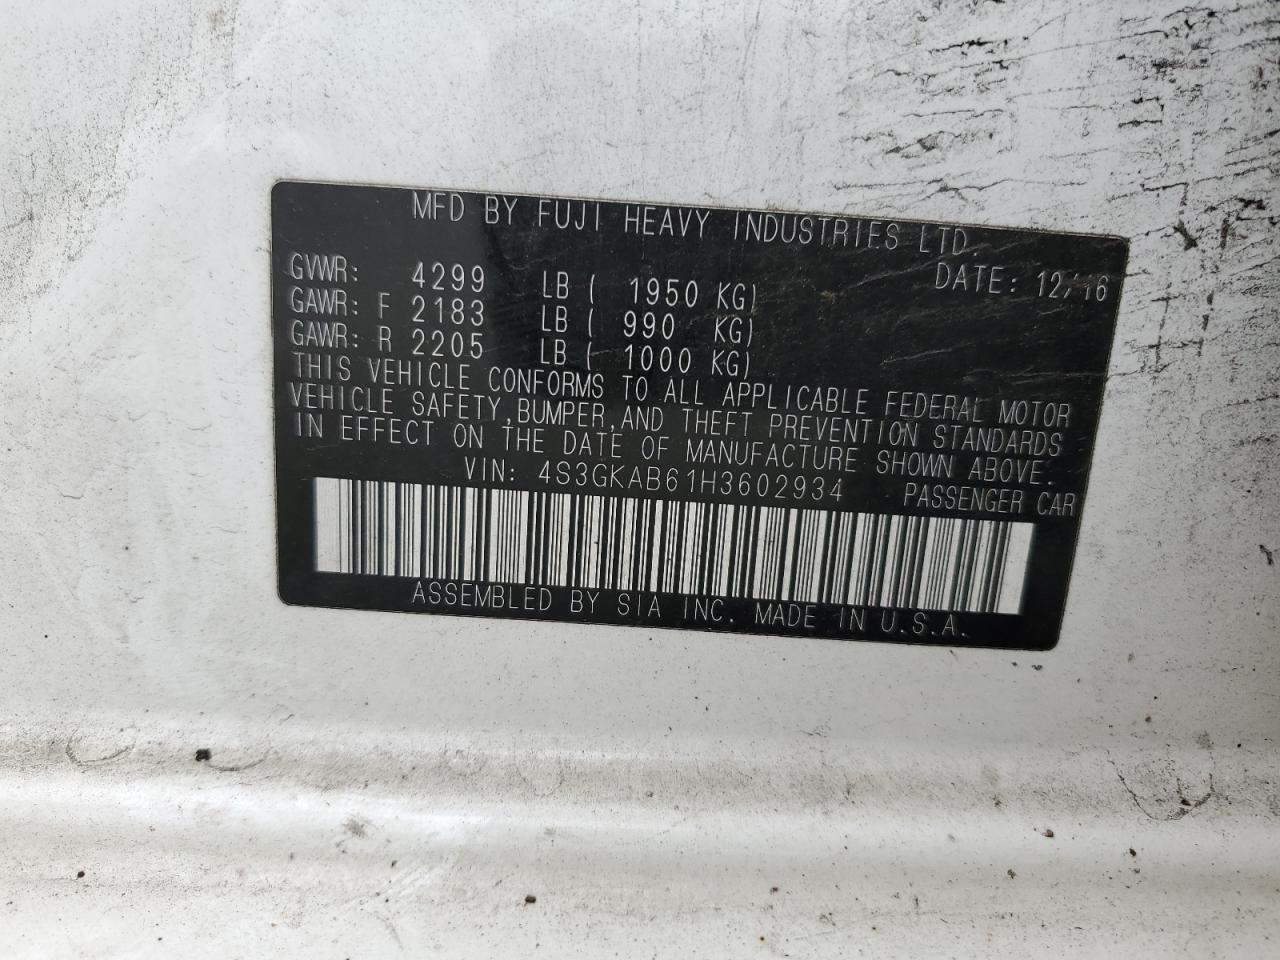 MFD BY FUJI HEAVY INDUSTRIES LTD.
DATE: 12/16
GVWR: 4299 LB ( 1950 KG)
GAWR: F 2183 LB ( 990 KG)
GAWR: R 2205 LB ( 1000 KG)
THIS VEHICLE CONFORMS TO ALL APPLICABLE FEDERAL MOTOR
VEHICLE SAFETY,BUMPER,AND THEFT PREVENTION STANDARDS
IN EFFECT ON THE DATE OF MANUFACTURE SHOWN ABOVE.
VIN: 4S3GKAB61H3602934 PASSENGER CAR
ASSEMBLED BY SIA INC. MADE IN U.S.A.